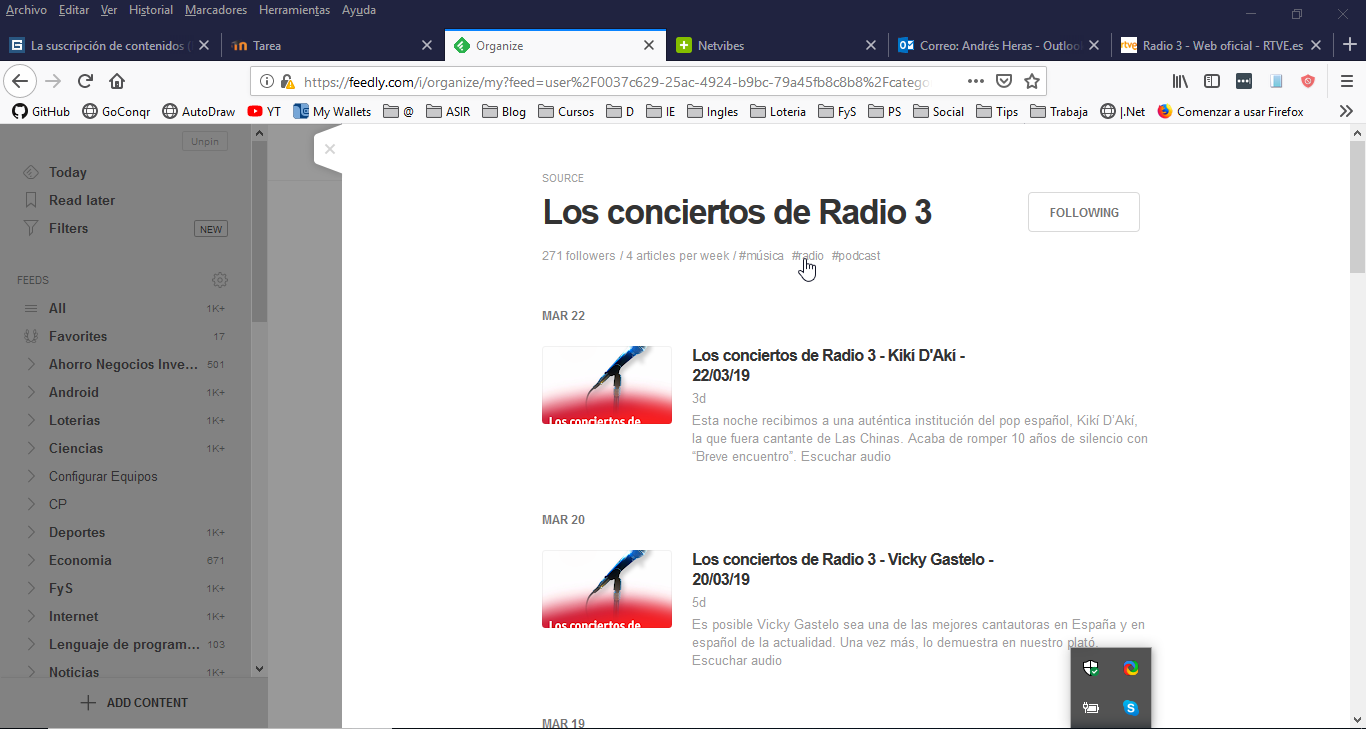 Archivo Editar Ver Historial Marcadores Herramientas Ayuda
La suscripción de contenidos (
Tarea
Organize
Netvibes
Correo: Andrés Heras - Outloo
Radio 3 - Web oficial - RTVE.es
https://feedly.com/i/organize/my?feed=user%2F0037c629-25ac-4924-b9bc-79a45fb8c8b8%2Fcatego
GitHub GoConqr AutoDraw YT My Wallets @ ASIR Blog Cursos D IE Ingles Loteria FyS PS Social Tips Trabaja |.Net Comenzar a usar Firefox
Unpin
Today
Read later
Filters NEW
FEEDS
All 1K+
Favorites 17
Ahorro Negocios Inve... 501
Android 1K+
Loterias 1K+
Ciencias 1K+
Configurar Equipos
CP
Deportes 1K+
Economia 671
FyS 1K+
Internet 1K+
Lenguaje de program... 103
Noticias 1K+
ADD CONTENT
SOURCE
Los conciertos de Radio 3
FOLLOWING
271 followers / 4 articles per week / #música #radio #podcast
MAR 22
Los conciertos de
Los conciertos de Radio 3 - Kikí D'Akí -
22/03/19
3d
Esta noche recibimos a una auténtica institución del pop español, Kikí D'Akí,
la que fuera cantante de Las Chinas. Acaba de romper 10 años de silencio con
“Breve encuentro”. Escuchar audio
MAR 20
Los conciertos de
Los conciertos de Radio 3 - Vicky Gastelo -
20/03/19
5d
Es posible Vicky Gastelo sea una de las mejores cantautoras en España y en
español de la actualidad. Una vez más, lo demuestra en nuestro plató.
Escuchar audio
MAR 19